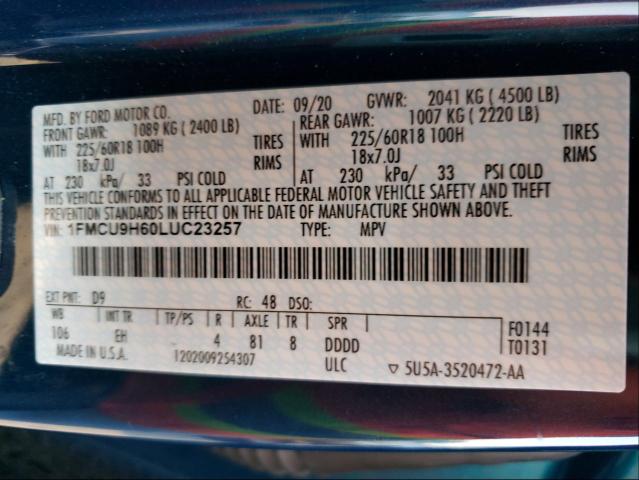 MFD. BY FORD MOTOR CO. DATE: 09/20 GVWR: 2041 KG ( 4500 LB)
FRONT GAWR: 1089 KG ( 2400 LB) REAR GAWR: 1007 KG ( 2220 LB)
WITH 225/60R18 100H TIRES WITH 225/60R18 100H TIRES
18x7.0J RIMS 18x7.0J RIMS
AT 230 kPa/ 33 PSI COLD AT 230 kPa/ 33 PSI COLD
THIS VEHICLE CONFORMS TO ALL APPLICABLE FEDERAL MOTOR VEHICLE SAFETY AND THEFT
PREVENTION STANDARDS IN EFFECT ON THE DATE OF MANUFACTURE SHOWN ABOVE.
VIN: 1FMCU9H60LUC23257 TYPE: MPV
EXT PNT: D9 RC: 48 DSO:
WB INT TR TP/PS R AXLE TR SPR
106 EH _ 4 81 8 DDDD F0144
MADE IN U.S.A. 1202009254307 ULC T0131
▽ 5U5A-3520472-AA